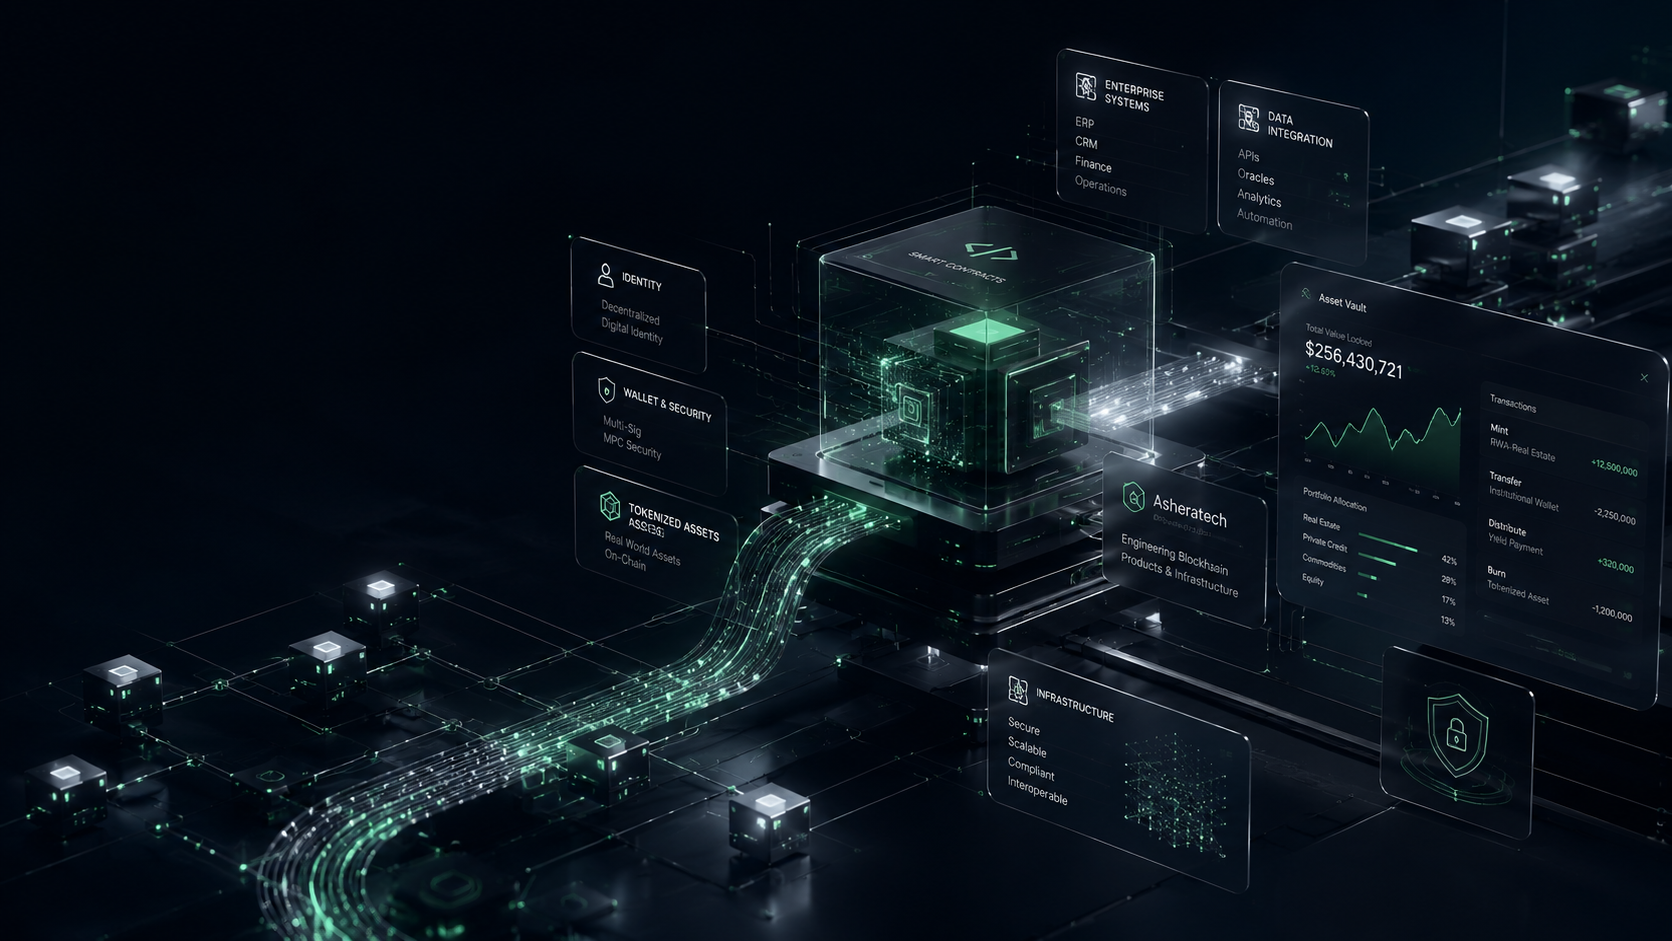 ENTERPRISE
SYSTEMS
ERP
CRM
Finance
Operations
DATA
INTEGRATION
APIs
Oracles
Analytics
Automation
SMART CONTRACTS
IDENTITY
Decentralized
Digital Identity
WALLET & SECURITY
Multi-Sig
MPC Security
TOKENIZED ASSETS
Real World Assets
On-Chain
Asheratech
Engineering Blockchain
Products & Infrastructure
INFRASTRUCTURE
Secure
Scalable
Compliant
Interoperable
Asset Vault
Total Value Locked
$256,430,721
+12.50%
Portfolio Allocation
Real Estate
42%
Private Credit
28%
Commodities
17%
Equity
13%
Transactions
Mint
RWA-Real Estate
+12,500,000
Transfer
Institutional Wallet
-2,250,000
Distribute
Yield Payment
+320,000
Burn
Tokenized Asset
-1,200,000